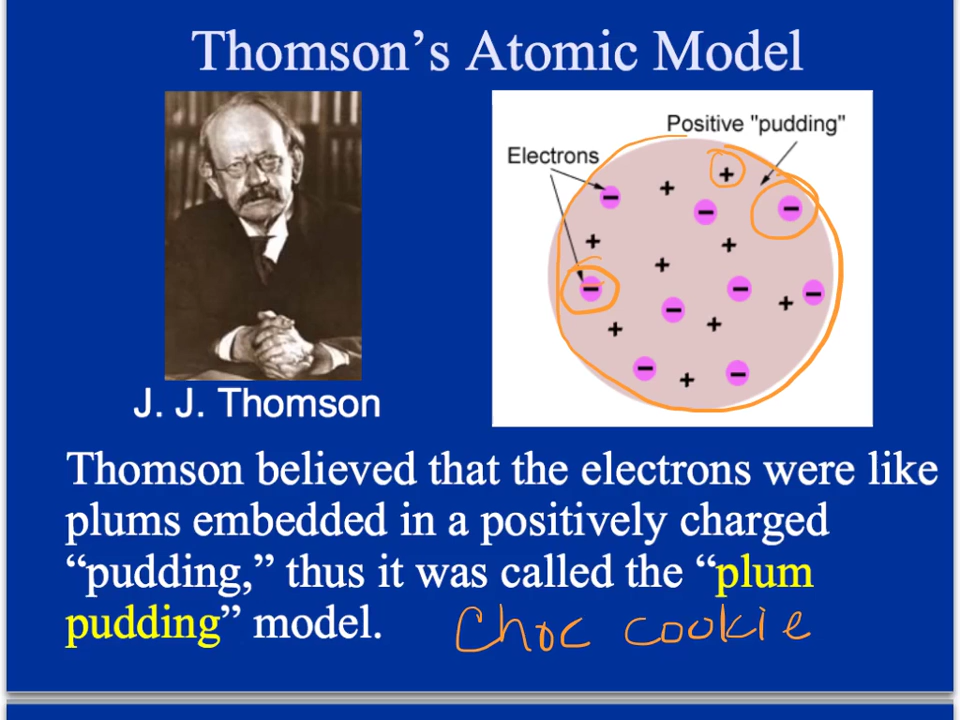 Thomson's Atomic Model
Positive "pudding"
Electrons
+
+
−
−
−
+
+
+
−
−
−
+
−
+
+
−
−
+
J. J. Thomson
Thomson believed that the electrons were like
plums embedded in a positively charged
“pudding,” thus it was called the “plum
pudding” model.
Choc cookie